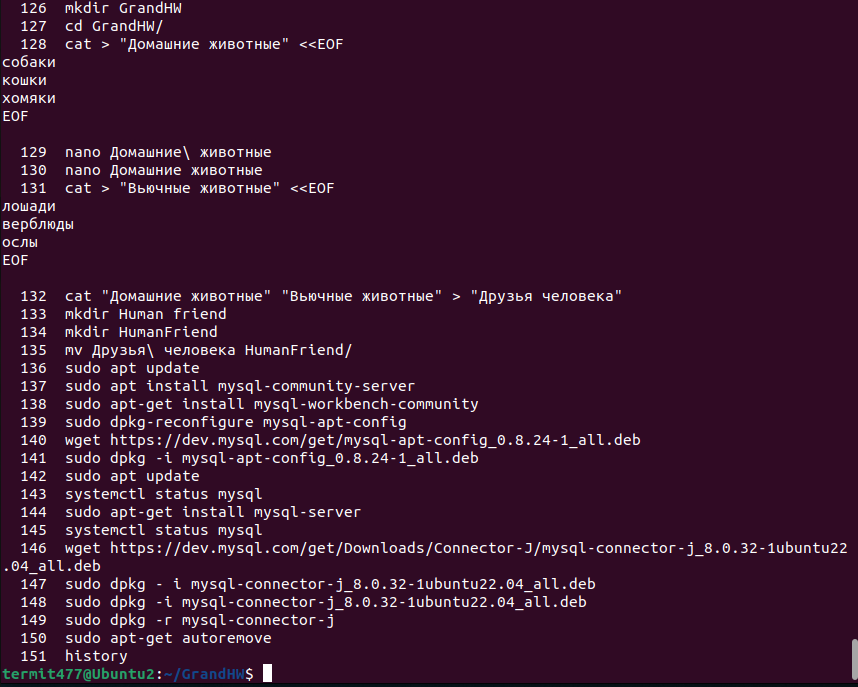 126  mkdir GrandHW
127  cd GrandHW/
128  cat > "Домашние животные" <<EOF
собаки
кошки
хомяки
EOF
129  nano Домашние\ животные
130  nano Домашние животные
131  cat > "Вьючные животные" <<EOF
лошади
верблюды
ослы
EOF
132  cat "Домашние животные" "Вьючные животные" > "Друзья человека"
133  mkdir Human friend
134  mkdir HumanFriend
135  mv Друзья\ человека HumanFriend/
136  sudo apt update
137  sudo apt install mysql-community-server
138  sudo apt-get install mysql-workbench-community
139  sudo dpkg-reconfigure mysql-apt-config
140  wget https://dev.mysql.com/get/mysql-apt-config_0.8.24-1_all.deb
141  sudo dpkg -i mysql-apt-config_0.8.24-1_all.deb
142  sudo apt update
143  systemctl status mysql
144  sudo apt-get install mysql-server
145  systemctl status mysql
146  wget https://dev.mysql.com/get/Downloads/Connector-J/mysql-connector-j_8.0.32-1ubuntu22
.04_all.deb
147  sudo dpkg - i mysql-connector-j_8.0.32-1ubuntu22.04_all.deb
148  sudo dpkg -i mysql-connector-j_8.0.32-1ubuntu22.04_all.deb
149  sudo dpkg -r mysql-connector-j
150  sudo apt-get autoremove
151  history
termit477@Ubuntu2:~/GrandHW$